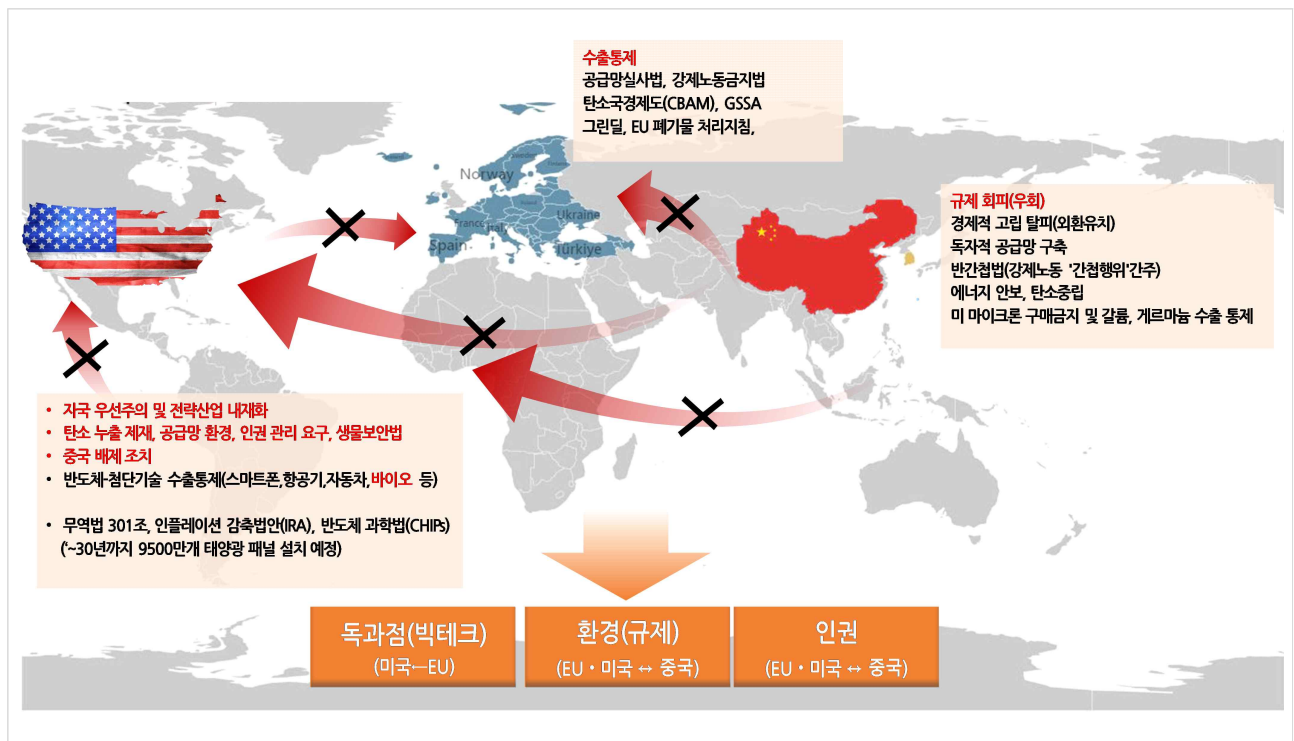 수출통제
공급망실사법, 강제노동금지법
탄소국경제도(CBAM), GSSA
그린딜, EU 폐기물 처리지침,
Norway
France
Italy
Spain
Ukraine
Türkiye
규제 회피(우회)
경제적 고립 탈피(외환유치)
독자적 공급망 구축
반간첩법(강제노동 '간첩행위'간주)
에너지 안보, 탄소중립
미 마이크론 구매금지 및 갈륨, 게르마늄 수출 통제
• 자국 우선주의 및 전략산업 내재화
• 탄소 누출 제재, 공급망 환경, 인권 관리 요구, 생물보안법
• 중국 배제 조치
• 반도체·첨단기술 수출통제(스마트폰,항공기,자동차,바이오 등)
• 무역법 301조, 인플레이션 감축법안(IRA), 반도체 과학법(CHIPs)
('~30년까지 9500만개 태양광 패널 설치 예정)
독과점(빅테크)
(미국←EU)
환경(규제)
(EU・미국 ↔ 중국)
인권
(EU・미국 ↔ 중국)